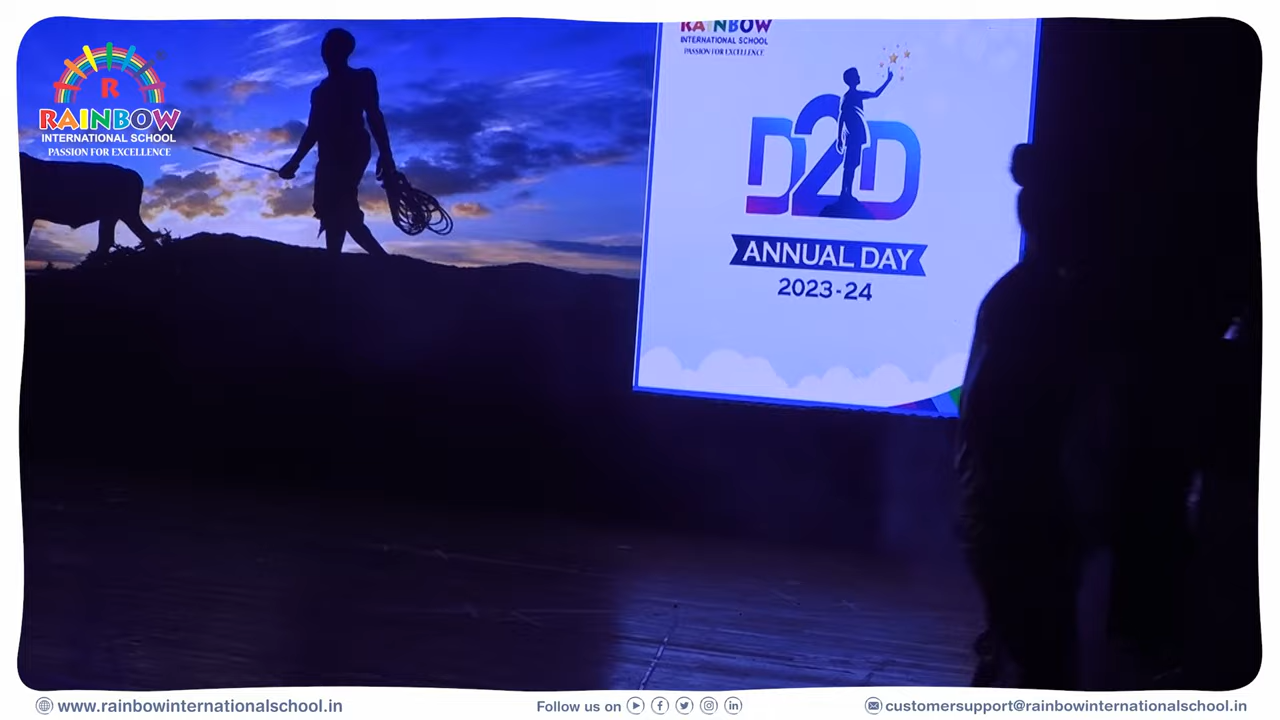 R
RAINBOW
INTERNATIONAL SCHOOL
PASSION FOR EXCELLENCE
RAINBOW
INTERNATIONAL SCHOOL
PASSION FOR EXCELLENCE
D2D
ANNUAL DAY
2023-24
www.rainbowinternationalschool.in
Follow us on
customersupport@rainbowinternationalschool.in